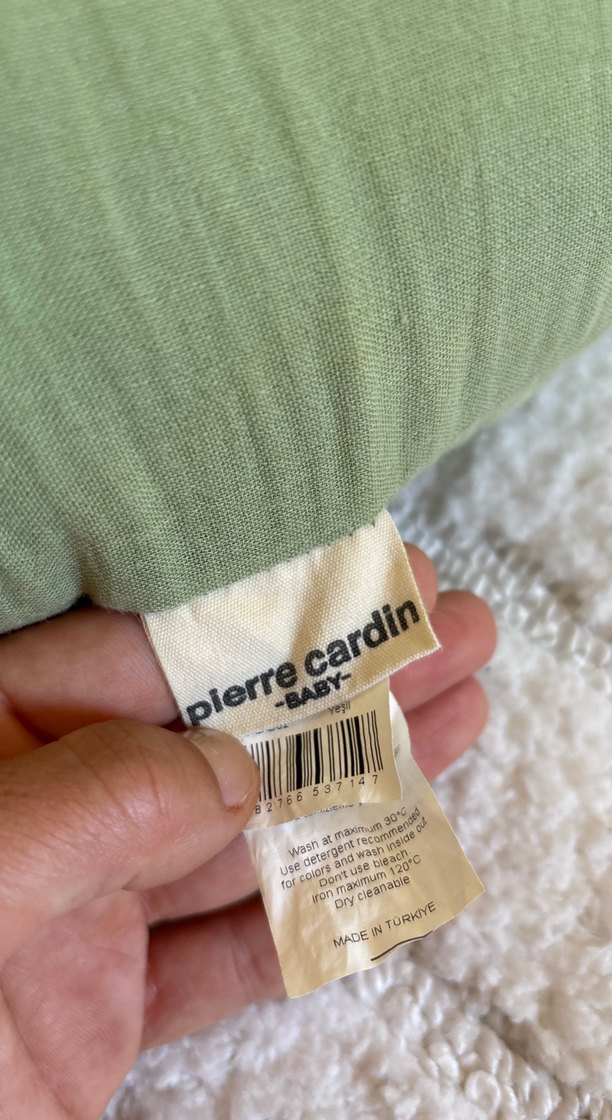 pierre cardin
-BABY-
Yeşil
82766 537147
Wash at maximum 30°C
Use detergent recommended
for colors and wash inside out
Don't use bleach
Iron maximum 120°C
Dry cleanable
MADE IN TÜRKİYE